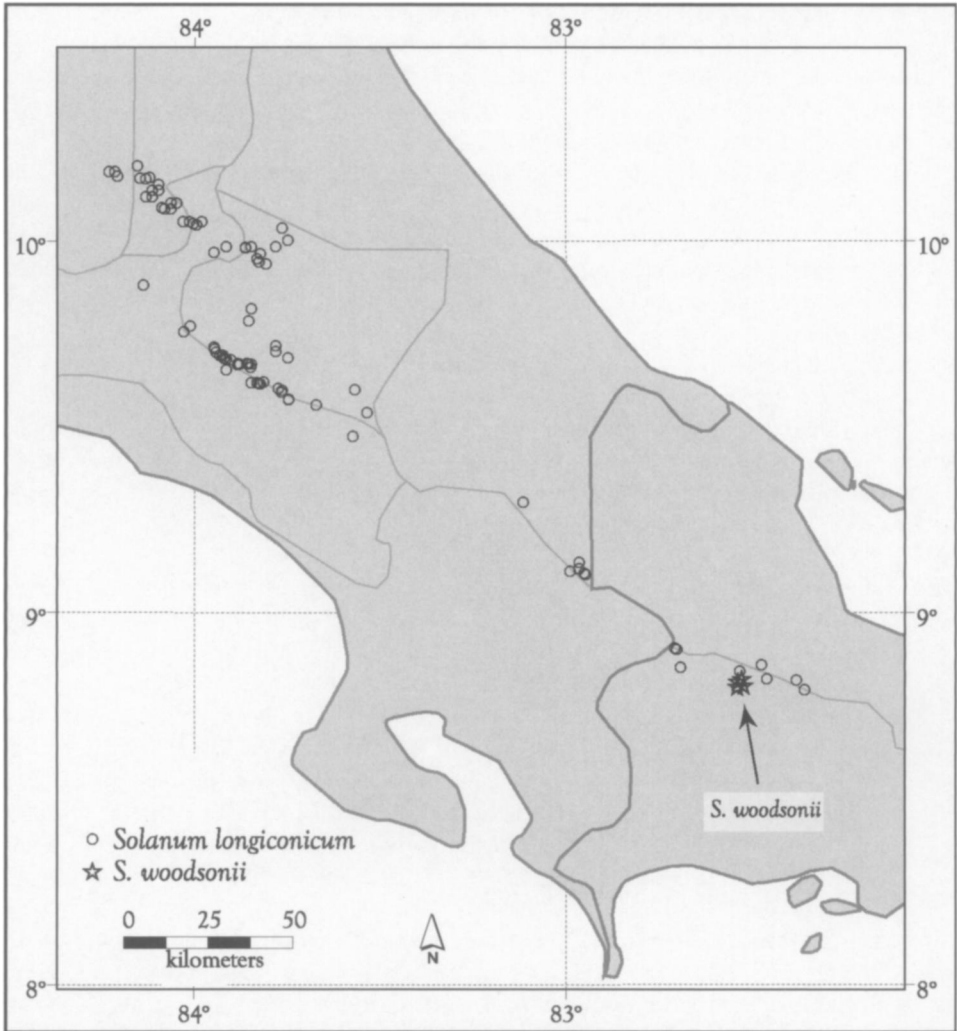 84° 83°
10° 10°
9° 9°
S. woodsonii
Solanum longiconicum
S. woodsonii
0 25 50
kilometers
N
8° 8°
84° 83°